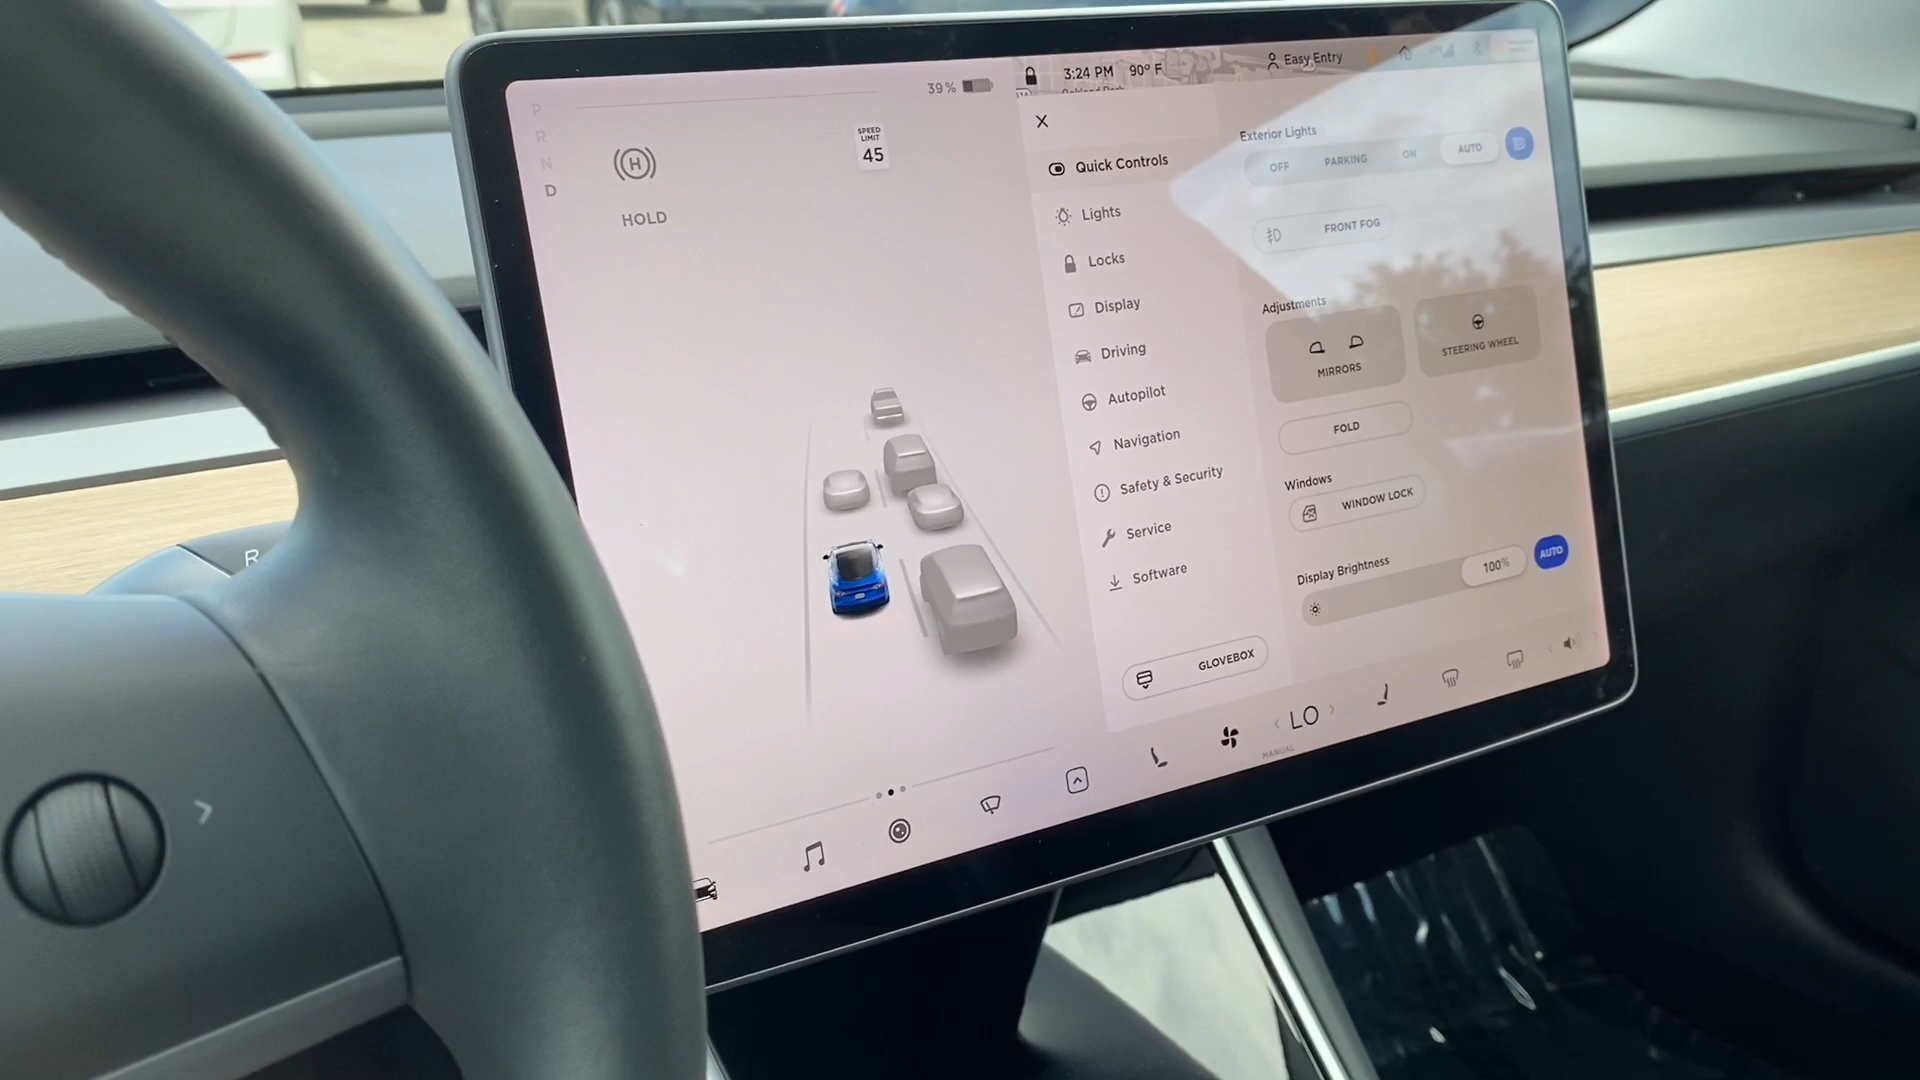 P
R
N
D
H
HOLD
39%
SPEED
LIMIT
45
3:24 PM 90° F
Easy Entry
Quick Controls
Lights
Locks
Display
Driving
Autopilot
Navigation
Safety & Security
Service
Software
GLOVEBOX
Exterior Lights
OFF PARKING ON AUTO
FRONT FOG
Adjustments
MIRRORS
STEERING WHEEL
FOLD
Windows
WINDOW LOCK
Display Brightness
100%
AUTO
LO
MANUAL
R